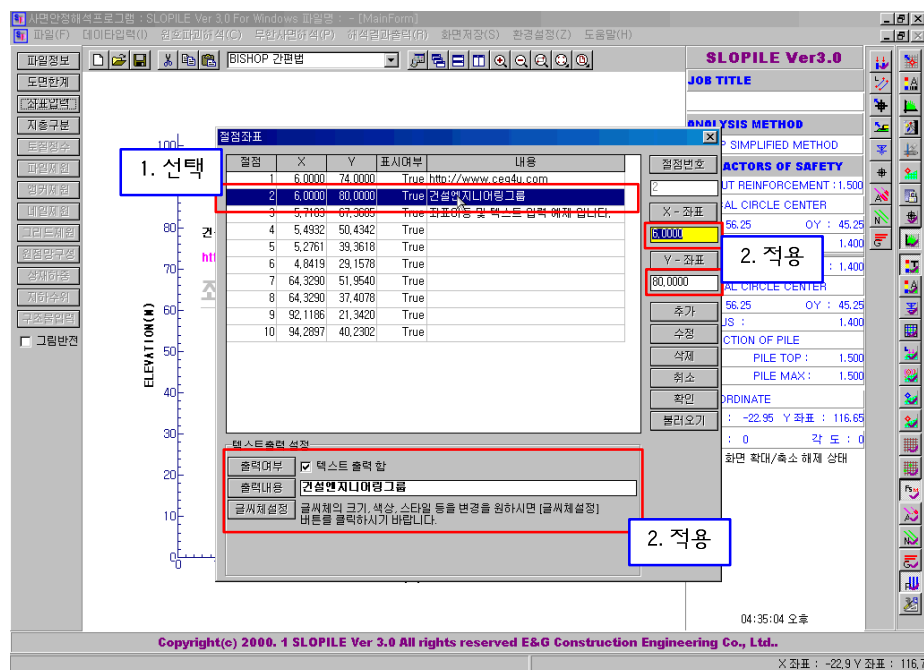 사면안정해석프로그램 : SLOPILE Ver 3.0 For Windows 파일명 : - [MainForm]
파일(F) 데이타입력(I) 원호파괴해석(C) 무한사면해석(P) 해석결과출력(R) 화면저장(S) 환경설정(Z) 도움말(H)
파일정보
BISHOP 간편법
SLOPILE Ver3.0
도면한계
JOB TITLE
좌표입력
지층구분
ANALYSIS METHOD
토질정수
SIMPLIFIED METHOD
파일제원
앵커제원
네일제원
그리드제원
원점망구성
상재하중
지하수위
구조물입력
그림반전
ELEVATION(M)
100
80
70
60
50
40
30
20
10
0
0
절점좌표
1. 선택
절점 X Y 표시여부 내용
1 6,0000 74,0000 True http://www.ceg4u.com
2 6,0000 80,0000 True 건설엔지니어링그룹
3 5,7183 67,3685 True 좌표이동 및 텍스트 입력 예제 입니다.
4 5,4932 50,4342 True
5 5,2761 39,3618 True
6 4,8419 29,1578 True
7 64,3290 51,9540 True
8 64,3290 37,4078 True
9 92,1186 21,3420 True
10 94,2897 40,2302 True
절점번호
2
X - 좌표
6,0000
Y - 좌표
80,0000
2. 적용
추가
수정
삭제
취소
확인
불러오기
텍스트출력 설정
출력여부 텍스트 출력 함
출력내용 건설엔지니어링그룹
글씨체설정 글씨체의 크기, 색상, 스타일 등을 변경을 원하시면 [글씨체설정]
버튼를 클릭하시기 바랍니다.
2. 적용
ACTORS OF SAFETY
UT REINFORCEMENT : 1.500
CAL CIRCLE CENTER
56.25 OY : 45.25
1.400
: 1.400
AL CIRCLE CENTER
56.25 OY : 45.25
US : 1.400
CTION OF PILE
PILE TOP : 1.500
PILE MAX : 1.500
ORDINATE
: -22.95 Y 좌표 : 116.65
: 0 각 도 : 0
화면 확대/축소 해제 상태
04:35:04 오후
Copyright(c) 2000. 1 SLOPILE Ver 3.0 All rights reserved E&G Construction Engineering Co., Ltd..
X 좌표 : -22,9 Y 좌표 : 116,